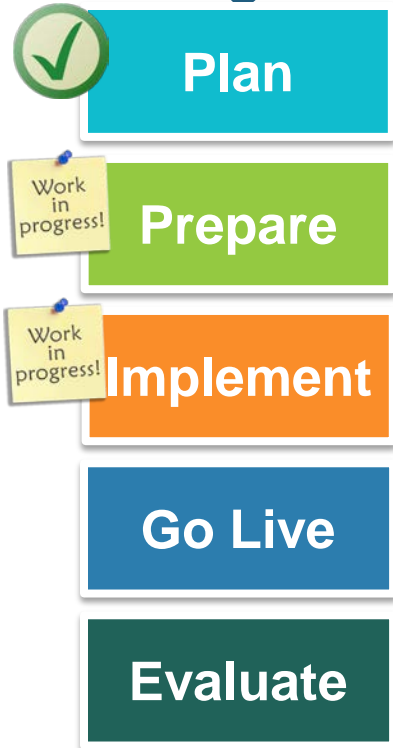 Plan
Work
in
progress!
Prepare
Work
in
progress!
Implement
Go Live
Evaluate